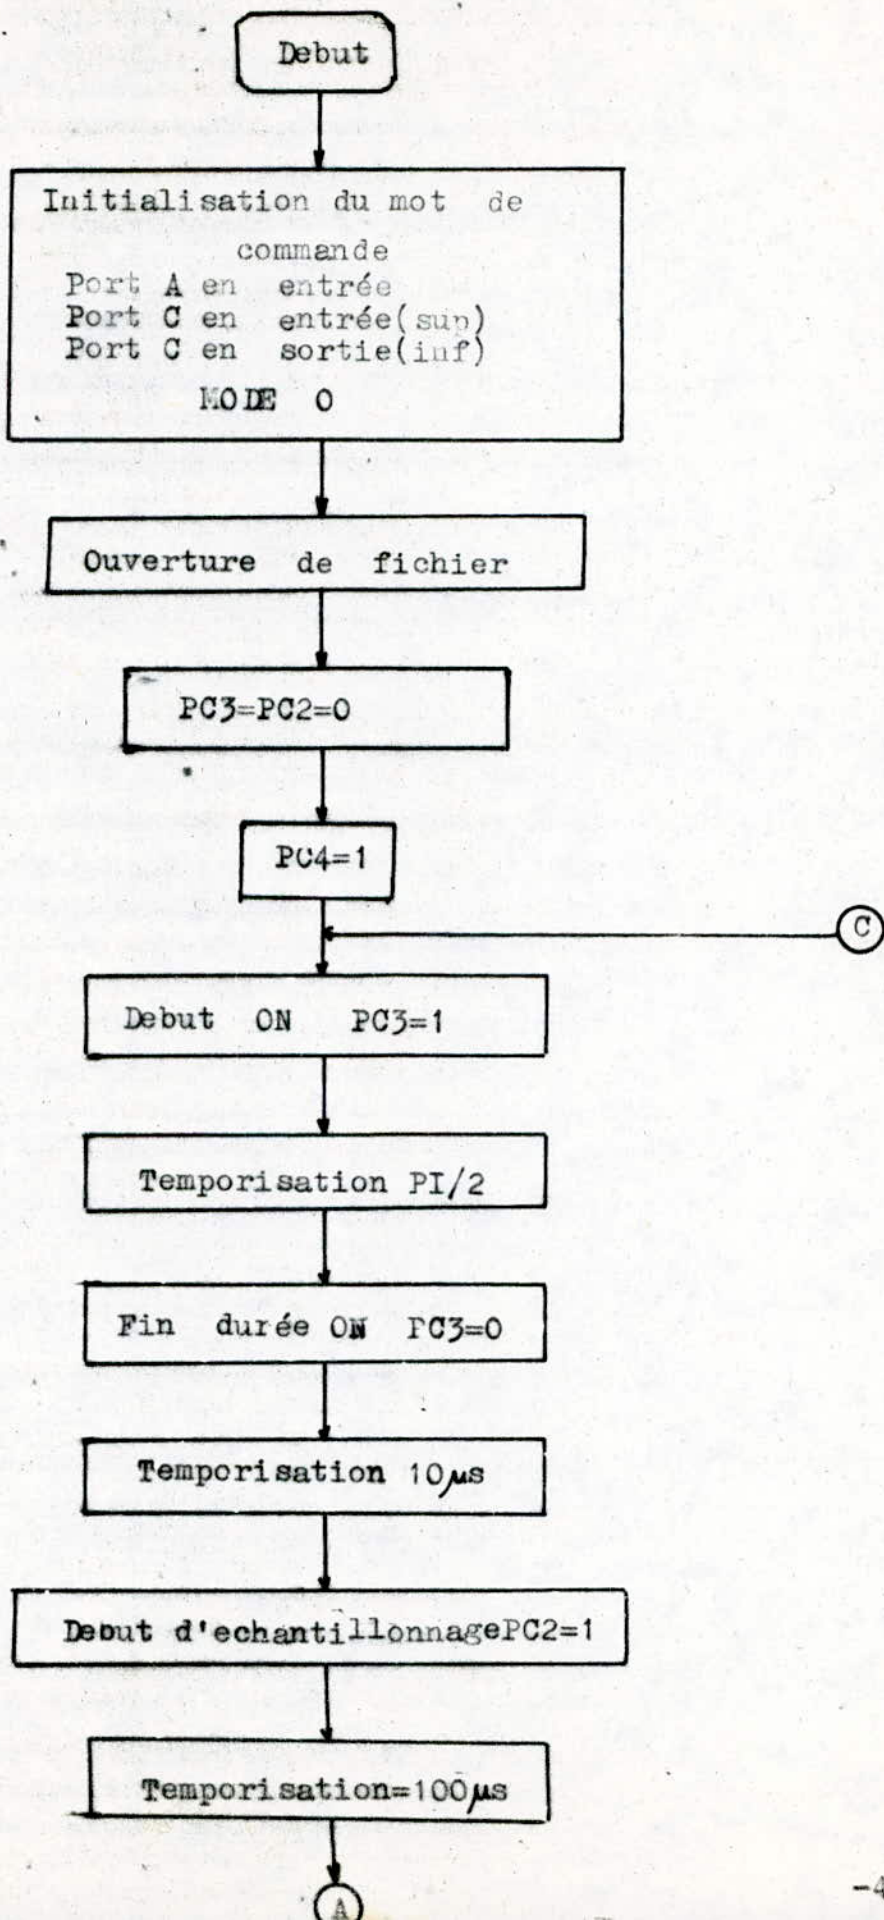 Debut
Initialisation du mot de
commande
Port A en entrée
Port C en entrée(sup)
Port C en sortie(inf)
MODE 0
Ouverture de fichier
PC3=PC2=0
PC4=1
C
Debut ON PC3=1
Temporisation PI/2
Fin durée ON PC3=0
Temporisation 10µs
Debut d'echantillonnagePC2=1
Temporisation=100µs
A
-4